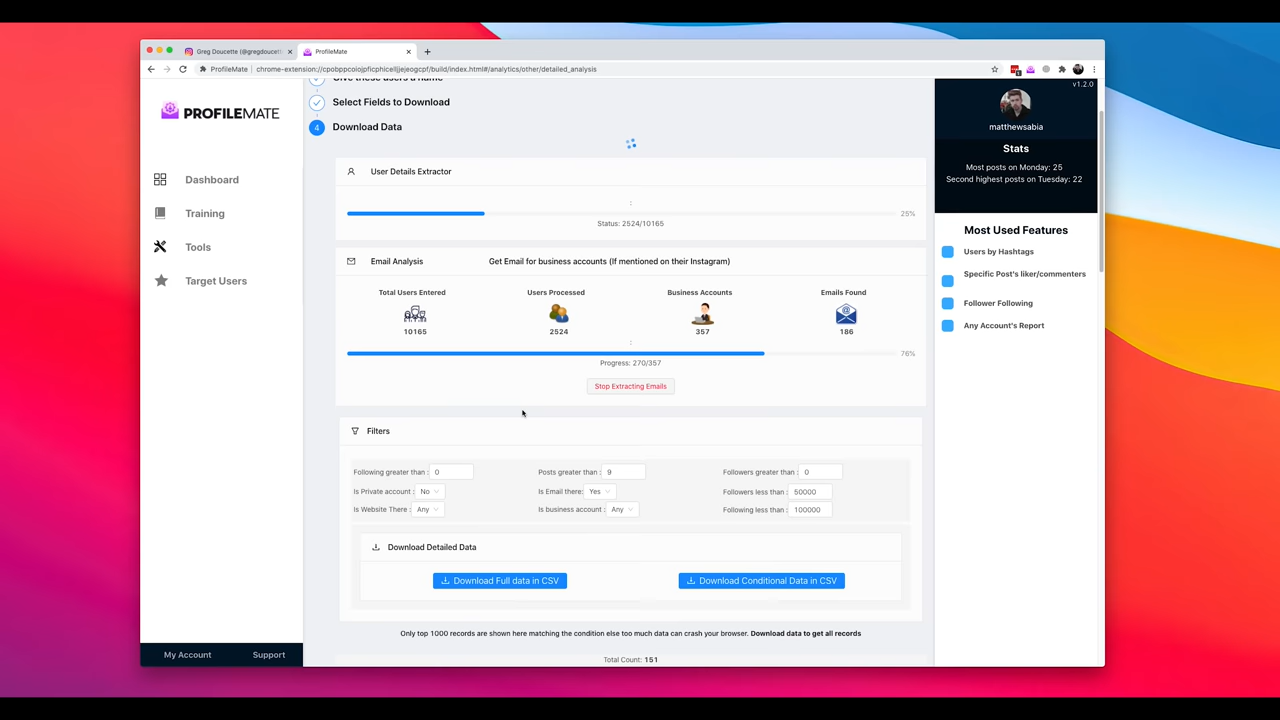 Greg Doucette (@gregdoucett
ProfileMate
ProfileMate
chrome-extension://cpobppcolojpficphicelljjejeogcpf/build/index.html#/analytics/other/detailed_analysis
PROFILEMATE
Dashboard
Training
Tools
Target Users
My Account
Support
Give these users a name
Select Fields to Download
4
Download Data
User Details Extractor
:
25%
Status: 2524/10165
Email Analysis
Get Email for business accounts (If mentioned on their Instagram)
Total Users Entered
Users Processed
Business Accounts
Emails Found
10165
2524
357
186
:
76%
Progress: 270/357
Stop Extracting Emails
Filters
Following greater than : 0
Posts greater than : 9
Followers greater than : 0
Is Private account : No
Is Email there: Yes
Followers less than : 50000
Is Website There : Any
Is business account : Any
Following less than : 100000
Download Detailed Data
Download Full data in CSV
Download Conditional Data in CSV
Only top 1000 records are shown here matching the condition else too much data can crash your browser. Download data to get all records
Total Count: 151
v1.2.0
matthewsabia
Stats
Most posts on Monday: 25
Second highest posts on Tuesday: 22
Most Used Features
Users by Hashtags
Specific Post's liker/commenters
Follower Following
Any Account's Report